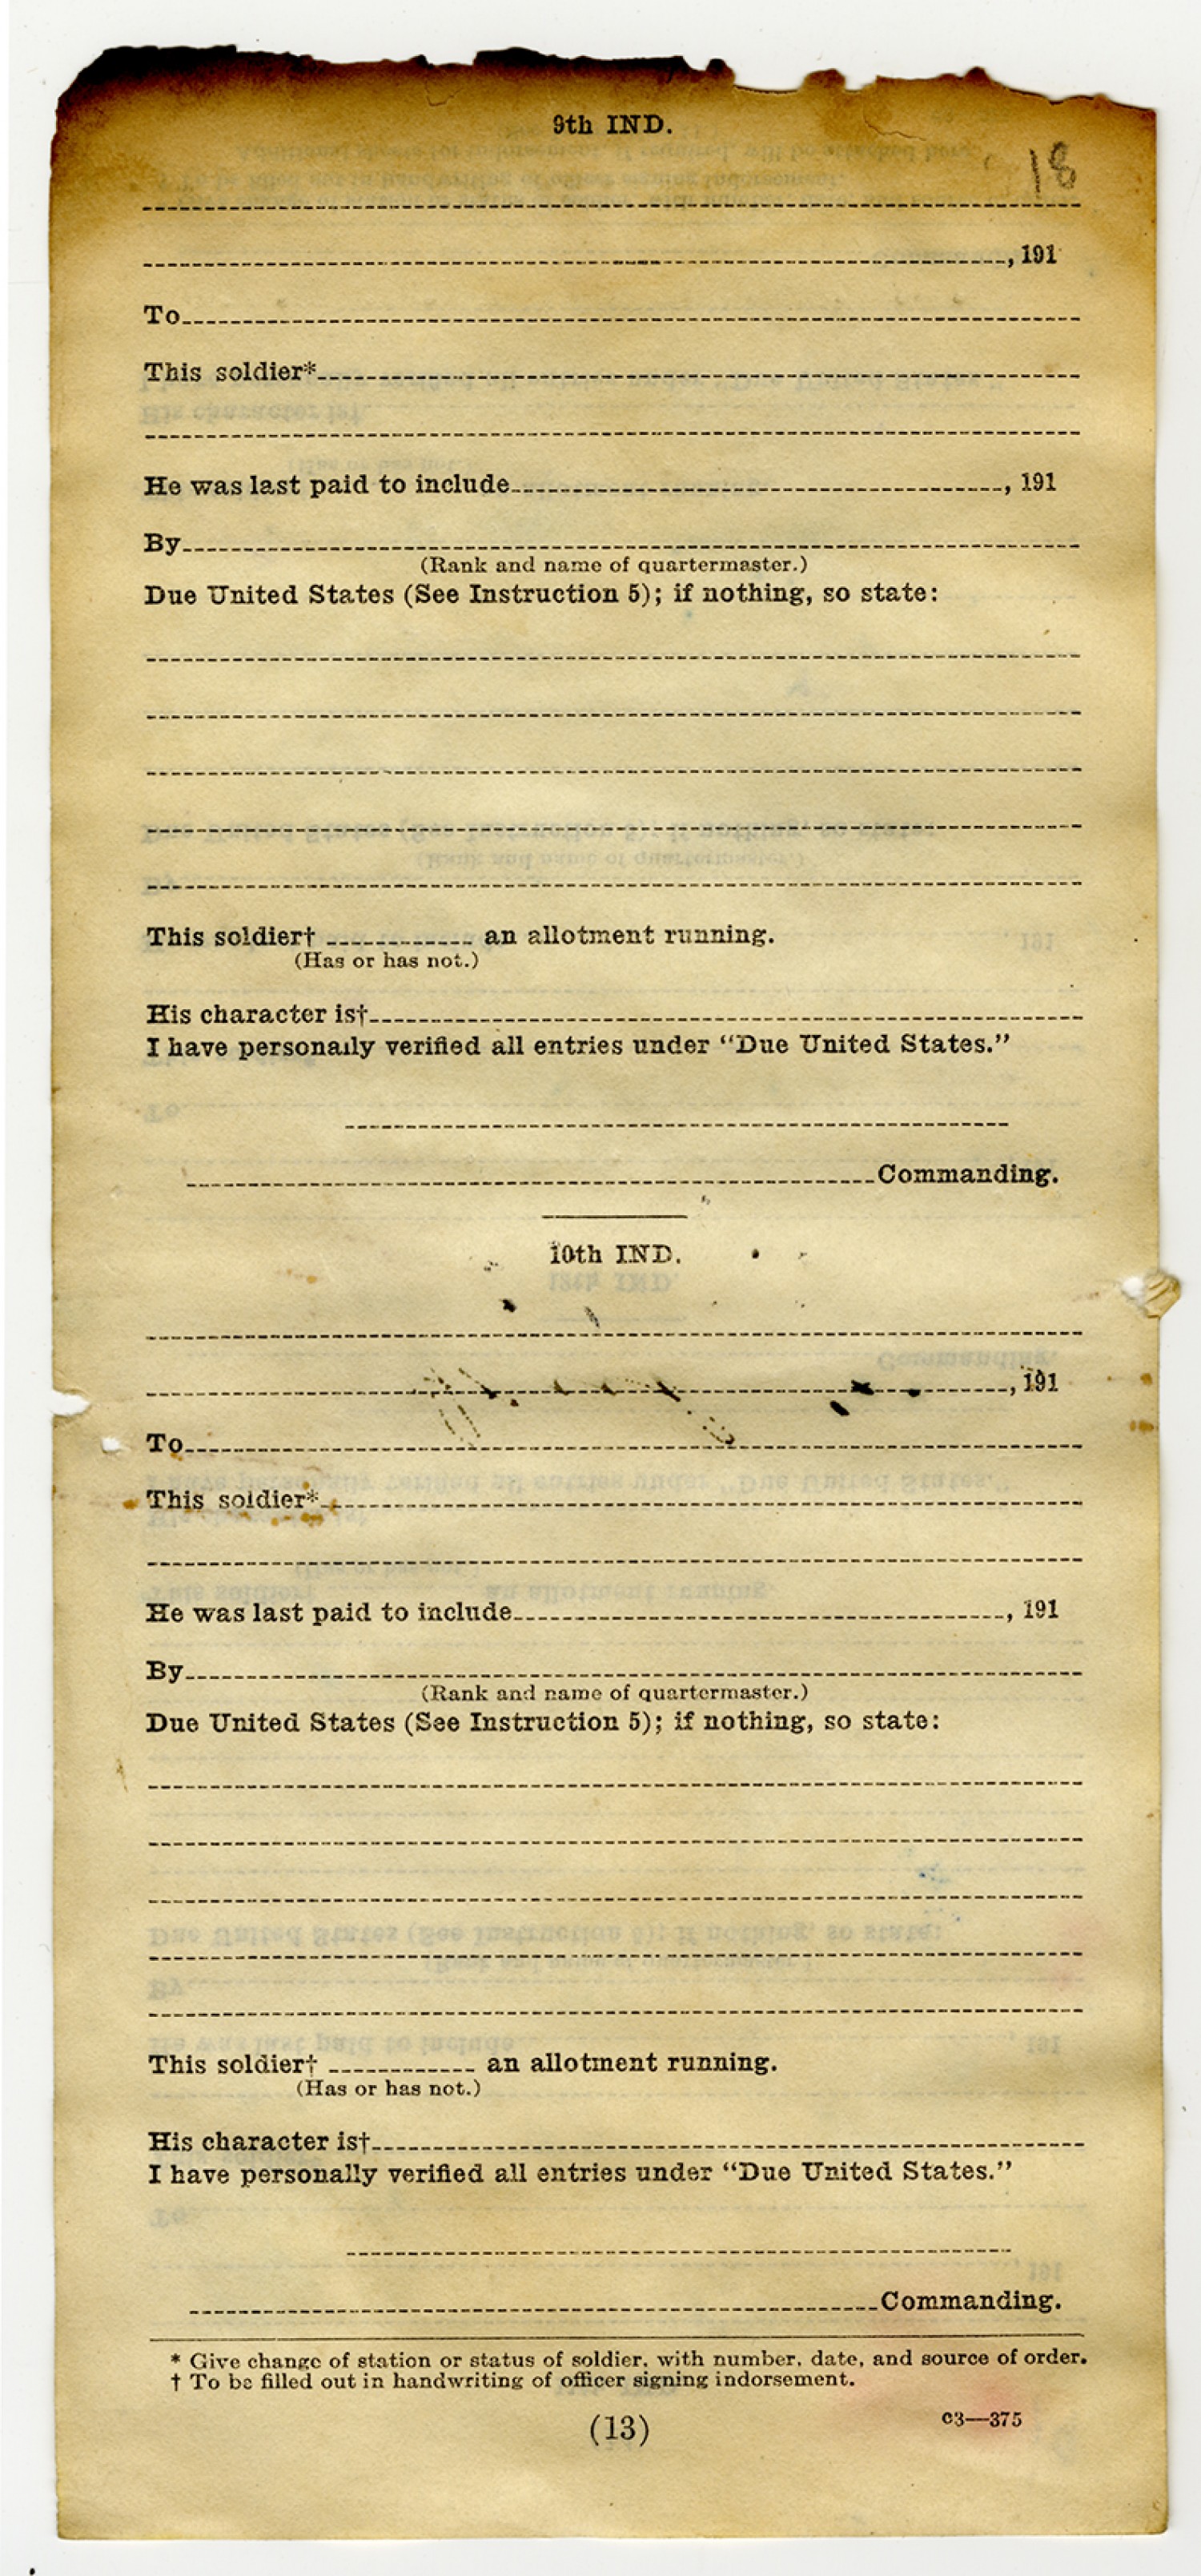 9th IND.
18
, 191
To
This soldier*
He was last paid to include , 191
By
(Rank and name of quartermaster.)
Due United States (See Instruction 5); if nothing, so state:
This soldier† an allotment running.
(Has or has not.)
His character is†
I have personally verified all entries under "Due United States."
Commanding.
10th IND.
, 191
To
This soldier*
He was last paid to include , 191
By
(Rank and name of quartermaster.)
Due United States (See Instruction 5); if nothing, so state:
This soldier† an allotment running.
(Has or has not.)
His character is†
I have personally verified all entries under "Due United States."
Commanding.
* Give change of station or status of soldier, with number, date, and source of order.
† To be filled out in handwriting of officer signing indorsement.
(13)
C3—375